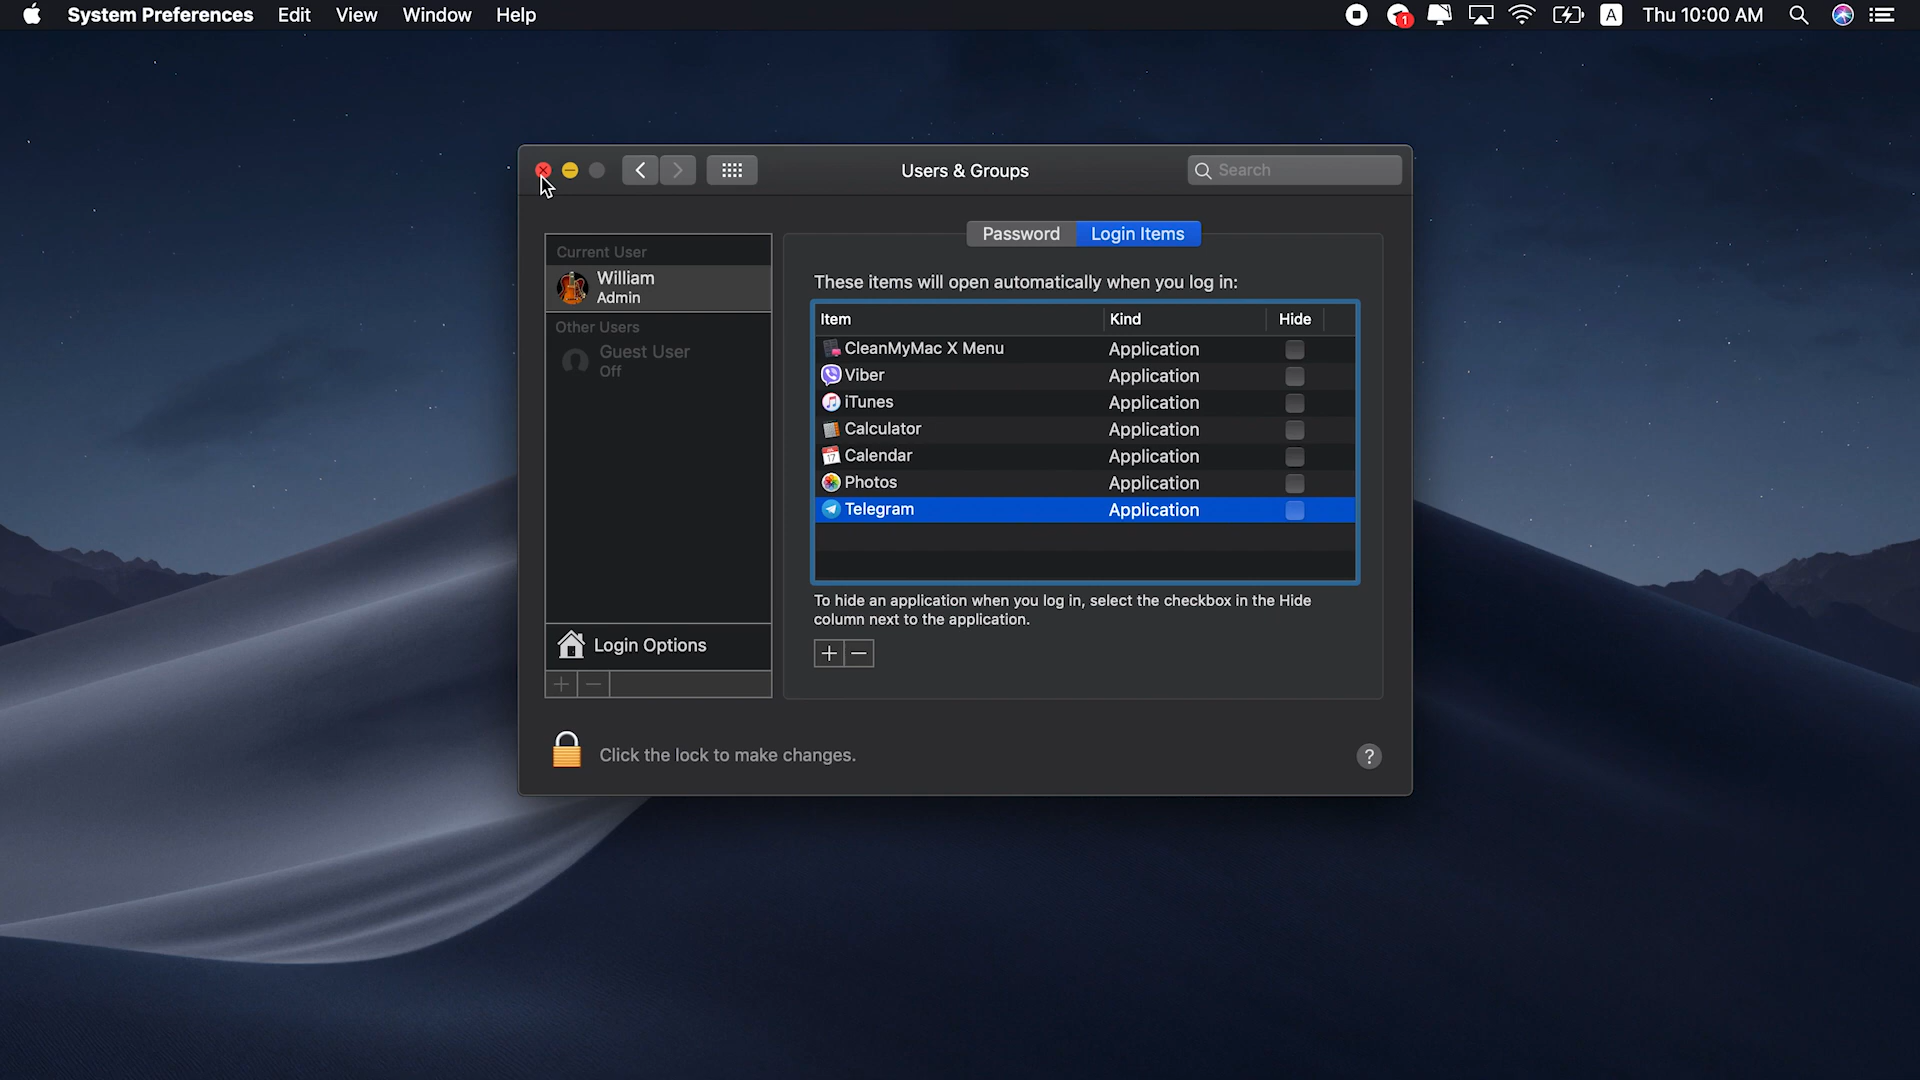 System Preferences Edit View Window Help 1 A Thu 10:00 AM
Users & Groups Search
Password Login Items
Current User
William
Admin
Other Users
Guest User
Off
Login Options
These items will open automatically when you log in:
Item Kind Hide
CleanMyMac X Menu Application
Viber Application
iTunes Application
Calculator Application
17 Calendar Application
Photos Application
Telegram Application
To hide an application when you log in, select the checkbox in the Hide
column next to the application.
+ −
+ −
Click the lock to make changes. ?